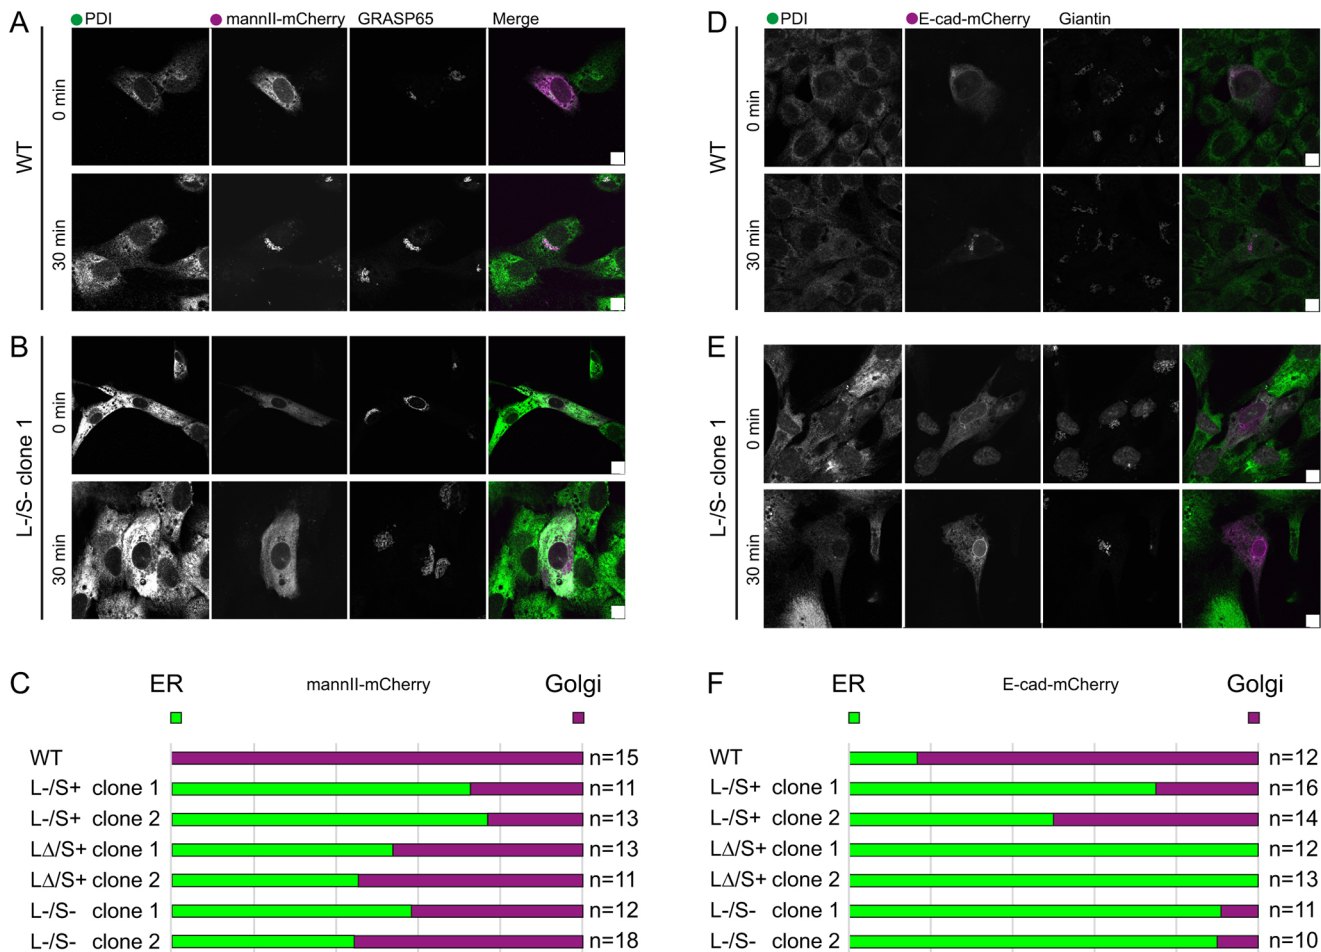 A
PDI
mannII-mCherry
GRASP65
Merge
WT
0 min
30 min
B
L-/S- clone 1
0 min
30 min
C
ER
mannII-mCherry
Golgi
WT n=15
L-/S+ clone 1 n=11
L-/S+ clone 2 n=13
LΔ/S+ clone 1 n=13
LΔ/S+ clone 2 n=11
L-/S- clone 1 n=12
L-/S- clone 2 n=18
D
PDI
E-cad-mCherry
Giantin
WT
0 min
30 min
E
L-/S- clone 1
0 min
30 min
F
ER
E-cad-mCherry
Golgi
WT n=12
L-/S+ clone 1 n=16
L-/S+ clone 2 n=14
LΔ/S+ clone 1 n=12
LΔ/S+ clone 2 n=13
L-/S- clone 1 n=11
L-/S- clone 2 n=10